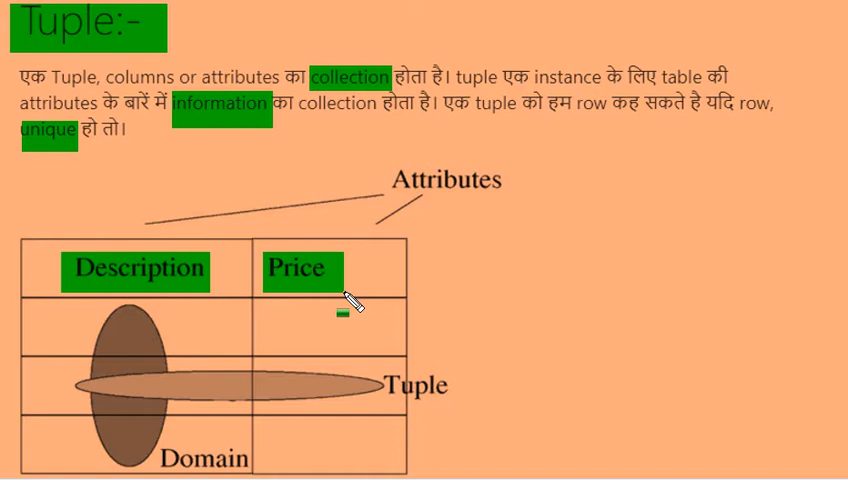 Tuple:-
एक Tuple, columns or attributes का collection होता है। tuple एक instance के लिए table की
attributes के बारें में information का collection होता है। एक tuple को हम row कह सकते है यदि row,
unique हो तो।
Attributes
Description Price
Tuple
Domain